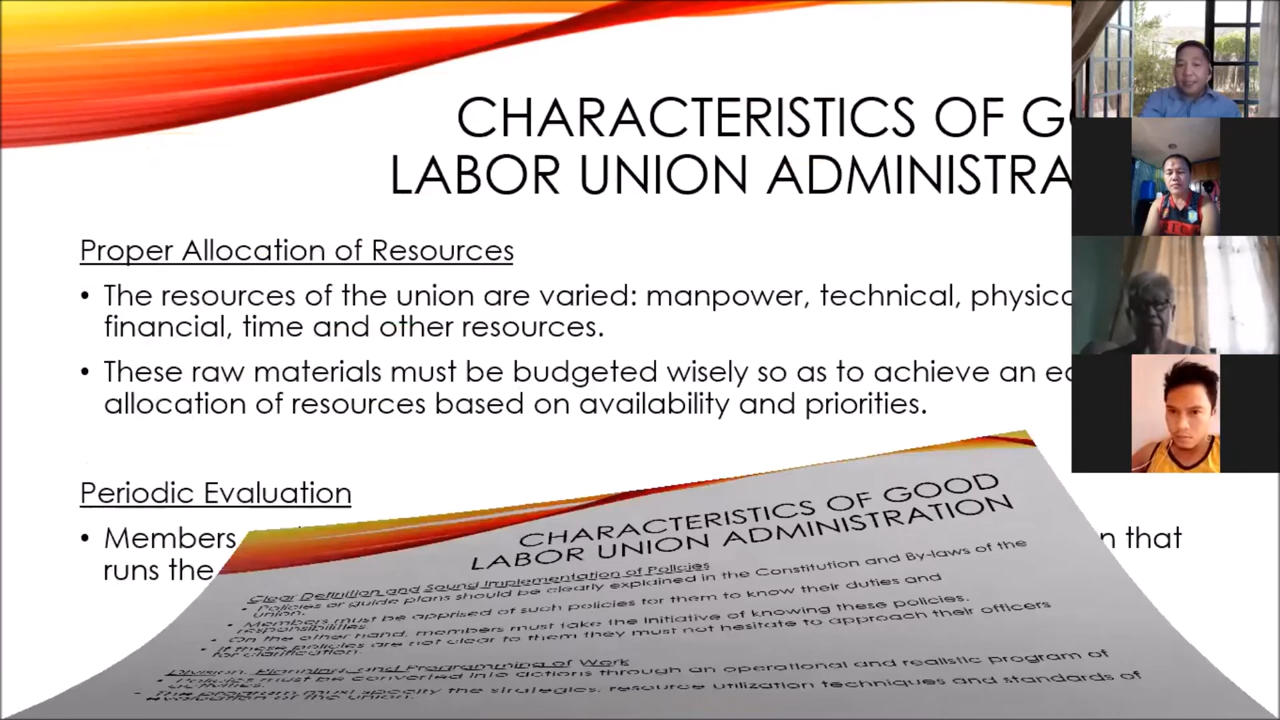 CHARACTERISTICS OF GO
LABOR UNION ADMINISTRA
Proper Allocation of Resources
• The resources of the union are varied: manpower, technical, physica
financial, time and other resources.
• These raw materials must be budgeted wisely so as to achieve an eq
allocation of resources based on availability and priorities.
Periodic Evaluation
• Members
n that
runs the
CHARACTERISTICS OF GOOD
LABOR UNION ADMINISTRATION
Clear Definition and Sound Implementation of Policies
• Policies or guide plans should be clearly explained in the Constitution and By-laws of the
union.
• Members must be apprised of such policies for them to know their duties and
responsibilities.
• On the other hand, members must take the initiative of knowing these policies.
• If these policies are not clear to them they must not hesitate to approach their officers
for clarification.
Division, Planning, and Programming of Work
• Policies must be converted into actions through an operational and realistic program of
• The program must specify the strategies, resource utilization techniques and standards of
evaluation of the union.